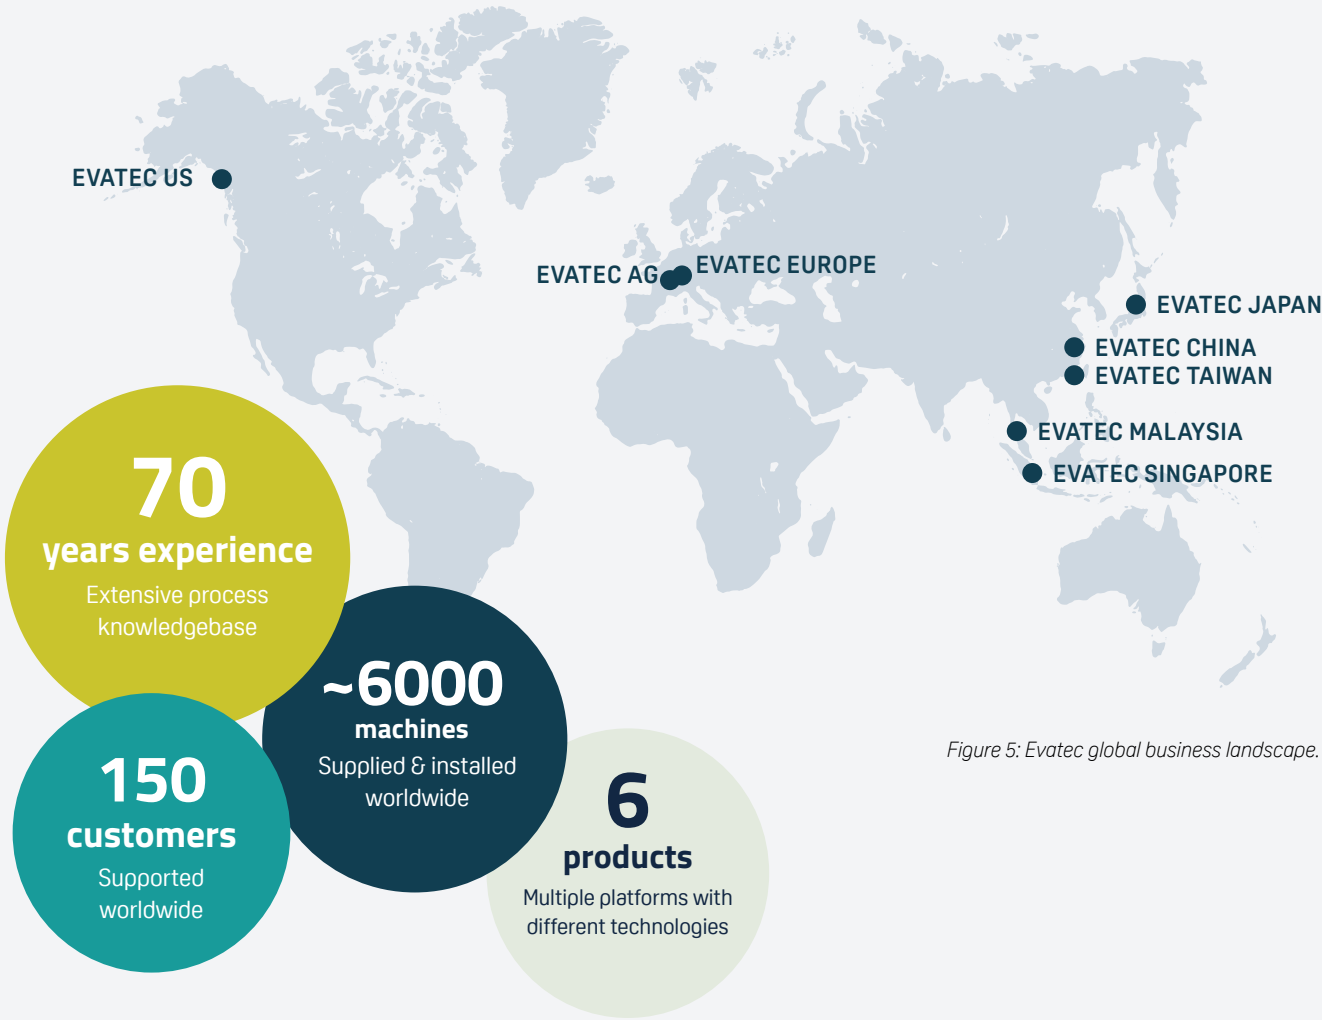 EVATEC US
EVATEC AG
EVATEC EUROPE
EVATEC JAPAN
EVATEC CHINA
EVATEC TAIWAN
EVATEC MALAYSIA
EVATEC SINGAPORE
70
years experience
Extensive process
knowledgebase
~6000
machines
Supplied & installed
worldwide
150
customers
Supported
worldwide
6
products
Multiple platforms with
different technologies
Figure 5: Evatec global business landscape.